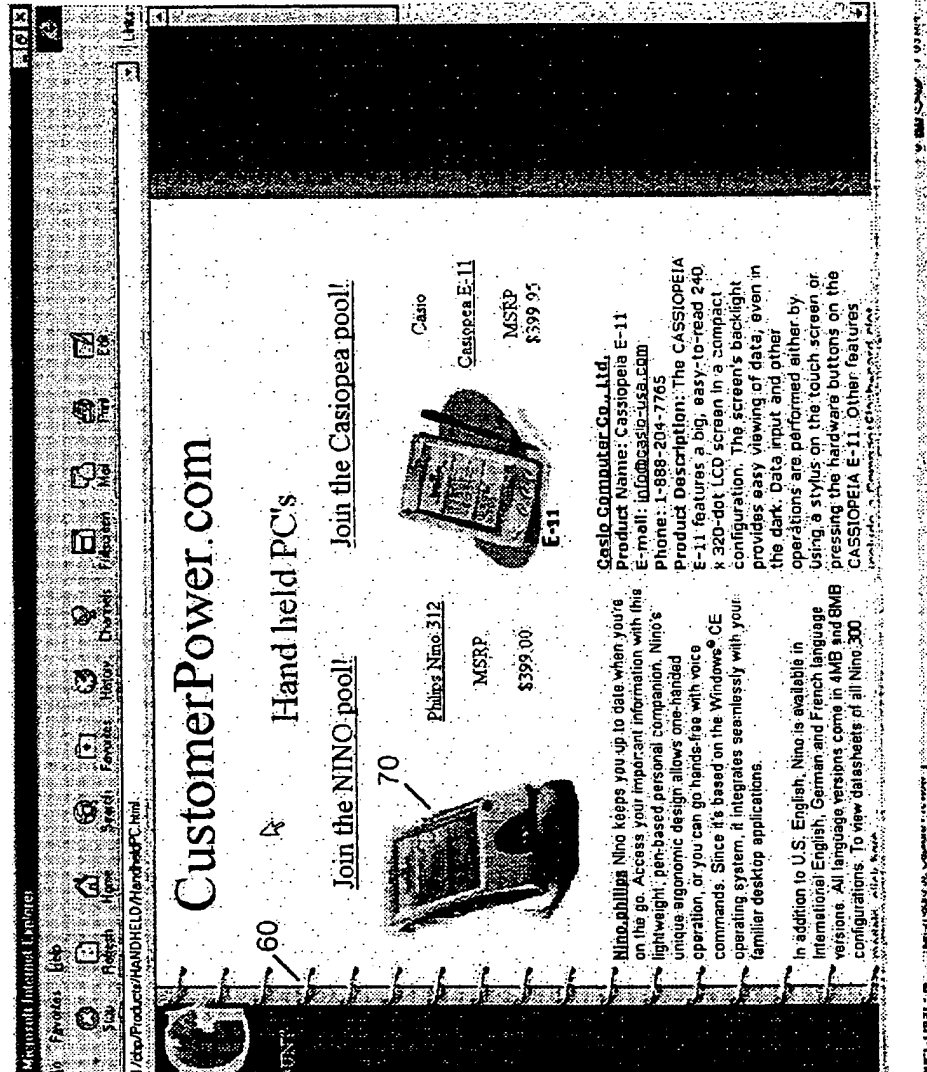 Microsoft Internet Explorer
Favorites Help
Stop Refresh Home Search Favorites History Channels Fullscreen Mail Print Edit
/cbp/Products/HANDHELD/HandheldPC.html
Links
60
CustomerPower.com
Hand held PC's
Join the NINO pool!
Join the Casiopea pool!
70
Philips Nino 312
MSRP
$399.00
E-11
Casio
Casiopea E-11
MSRP
$399.95
Nino phillips Nino keeps you up to date when you're
on the go. Access your important information with this
lightweight, pen-based personal companion. Nino's
unique ergonomic design allows one-handed
operation, or you can go hands-free with voice
commands. Since it's based on the Windows® CE
operating system, it integrates seamlessly with your
familiar desktop applications.
In addition to U.S. English, Nino is available in
International English, German and French language
versions. All language versions come in 4MB and 8MB
configurations. To view datasheets of all Nino 300
models, click here
Casio Computer Co., Ltd.
Product Name: Cassiopeia E-11
E-mail: info@casio-usa.com
Phone: 1-888-204-7765
Product Description: The CASSIOPEIA
E-11 features a big, easy-to-read 240
x 320-dot LCD screen in a compact
configuration. The screen's backlight
provides easy viewing of data, even in
the dark. Data input and other
operations are performed either by
using a stylus on the touch screen or
pressing the hardware buttons on the
CASSIOPEIA E-11. Other features